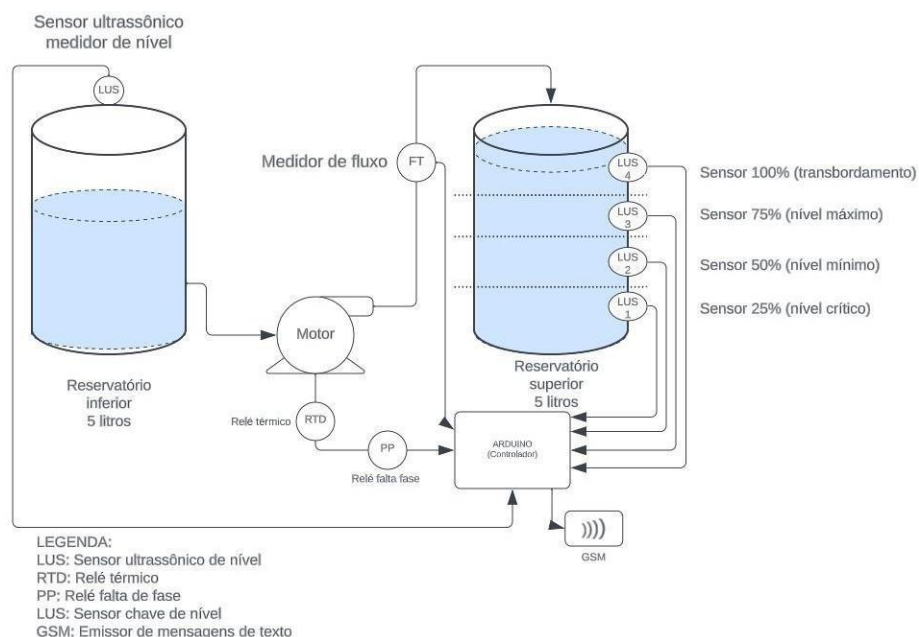 Sensor ultrassônico
medidor de nível
LUS
Medidor de fluxo
FT
LUS
4
Sensor 100% (transbordamento)
LUS
3
Sensor 75% (nível máximo)
LUS
2
Sensor 50% (nível mínimo)
LUS
1
Sensor 25% (nível crítico)
Motor
Reservatório
inferior
5 litros
Reservatório
superior
5 litros
Relé térmico
RTD
PP
Relé falta fase
ARDUINO
(Controlador)
GSM
LEGENDA:
LUS: Sensor ultrassônico de nível
RTD: Relé térmico
PP: Relé falta de fase
LUS: Sensor chave de nível
GSM: Emissor de mensagens de texto